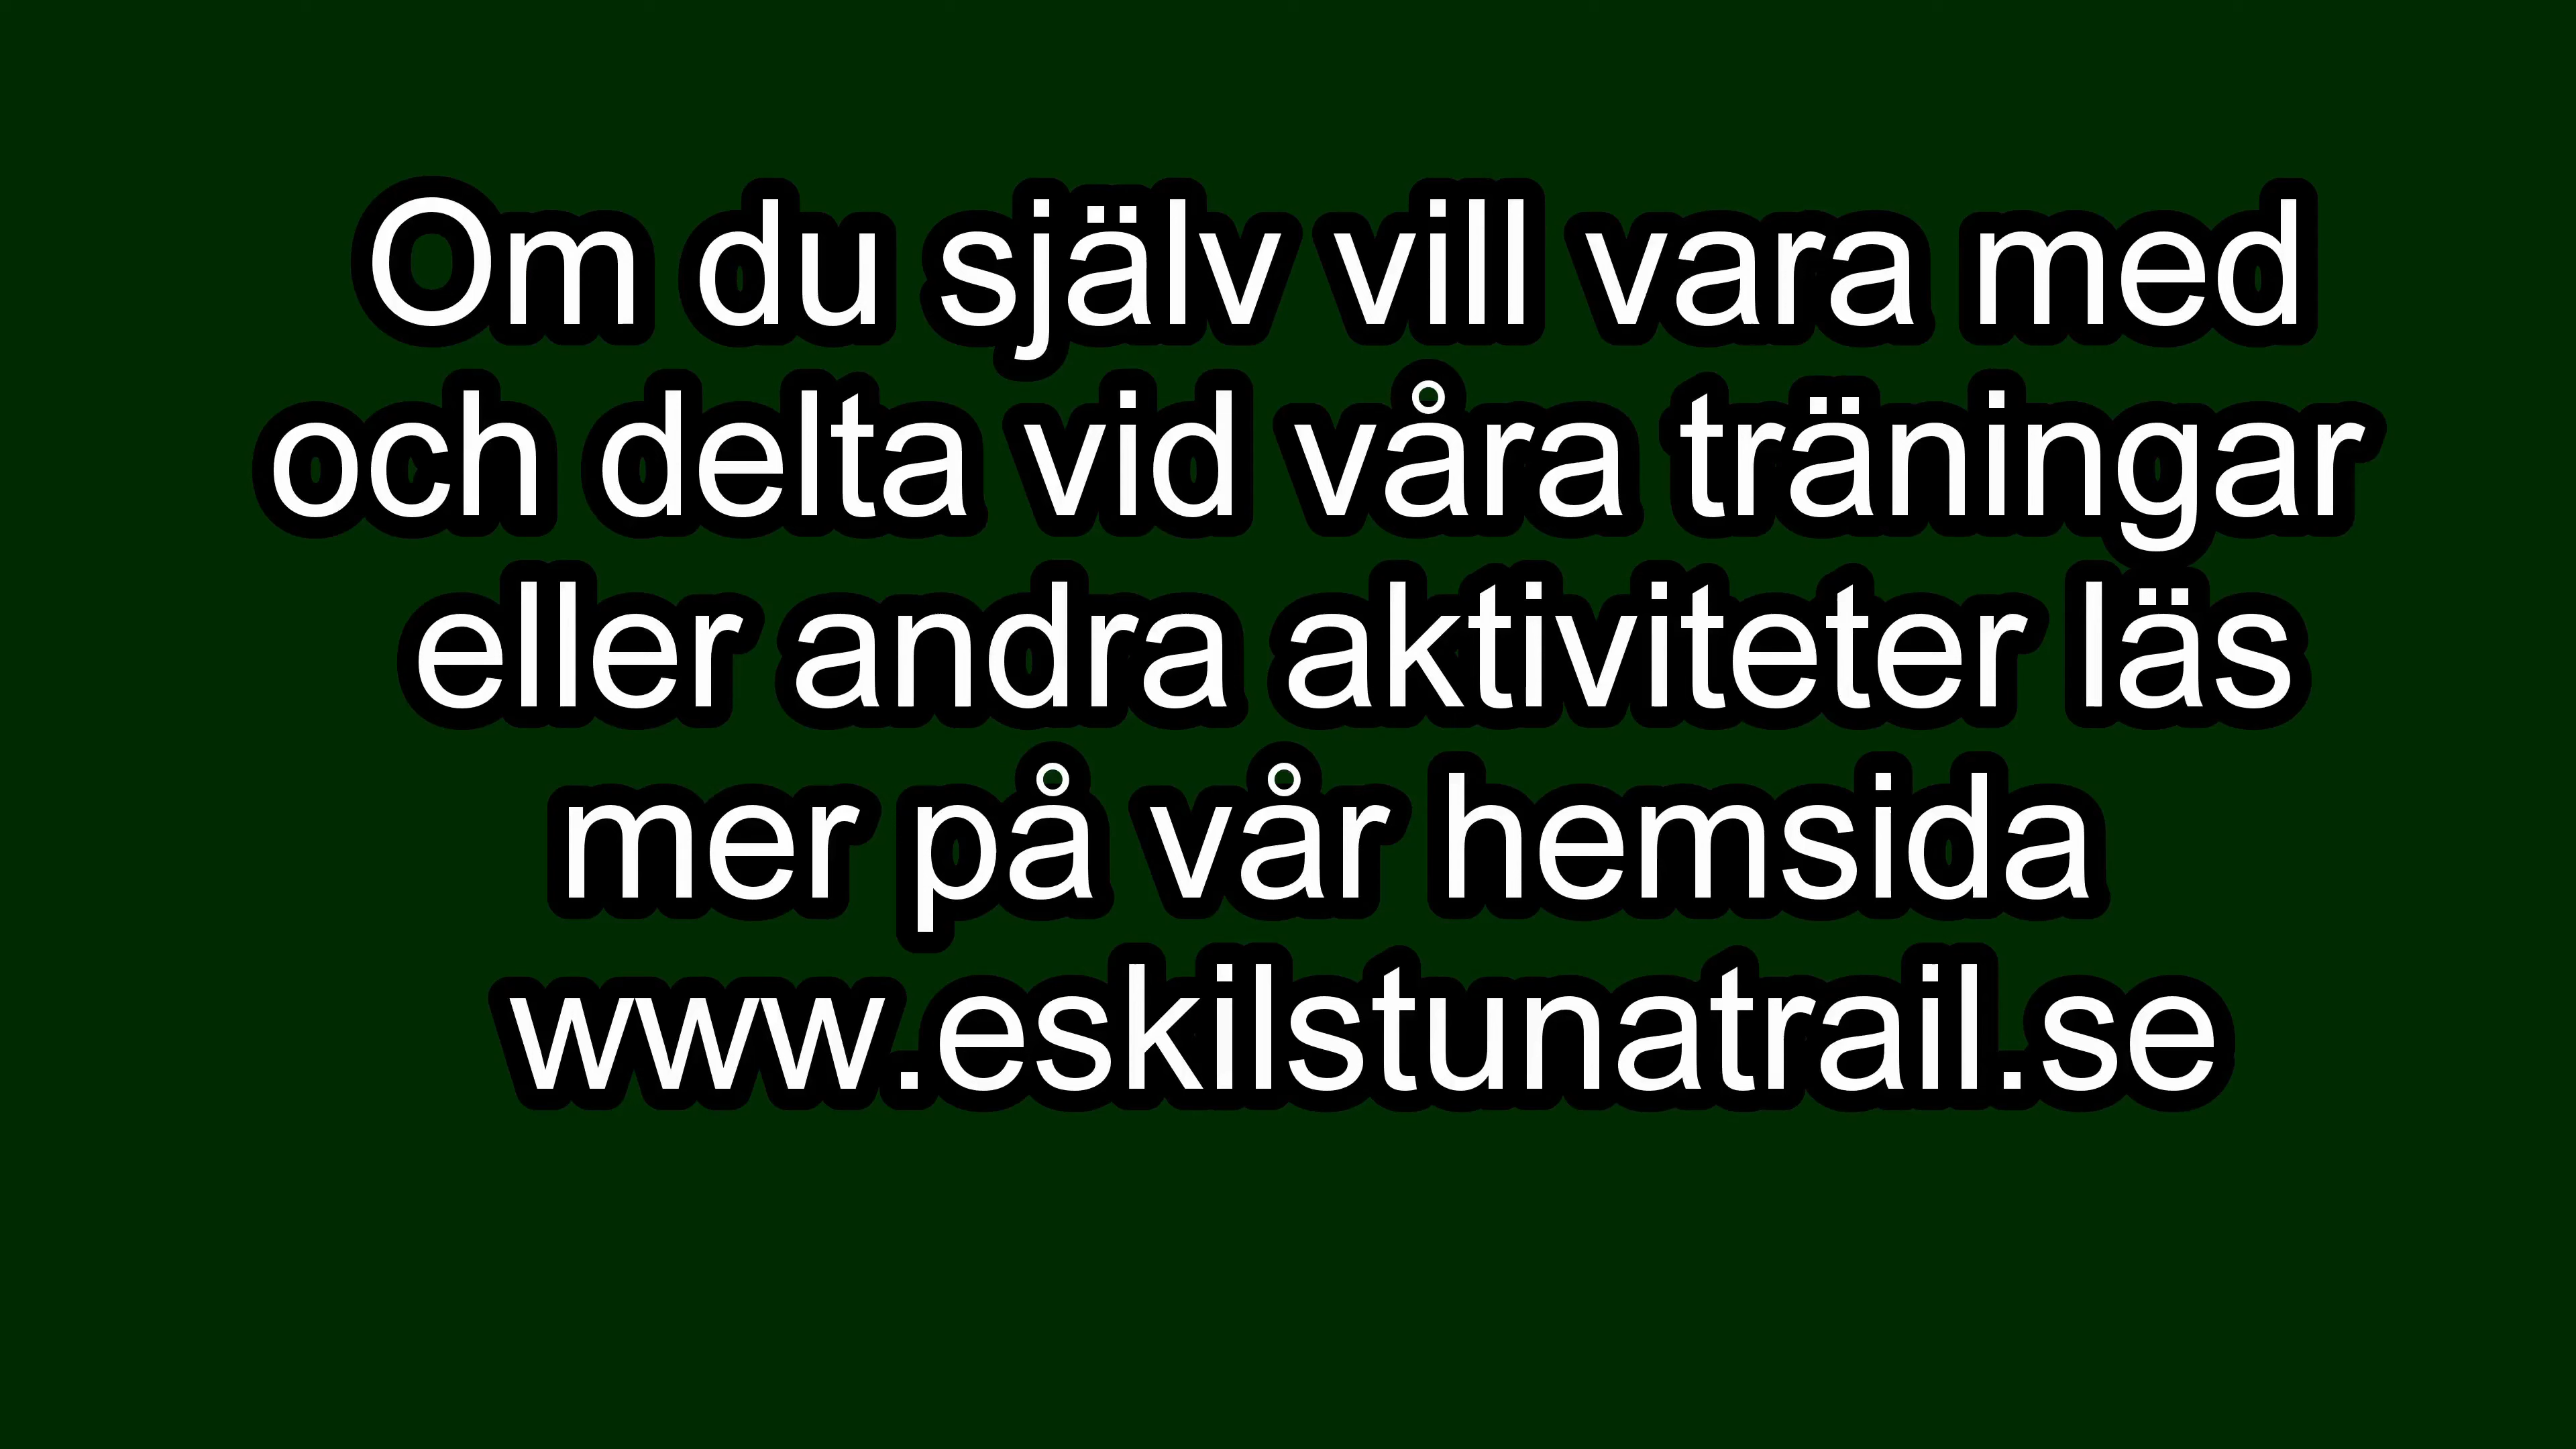 Om du själv vill vara med
och delta vid våra träningar
eller andra aktiviteter läs
mer på vår hemsida
www.eskilstunatrail.se